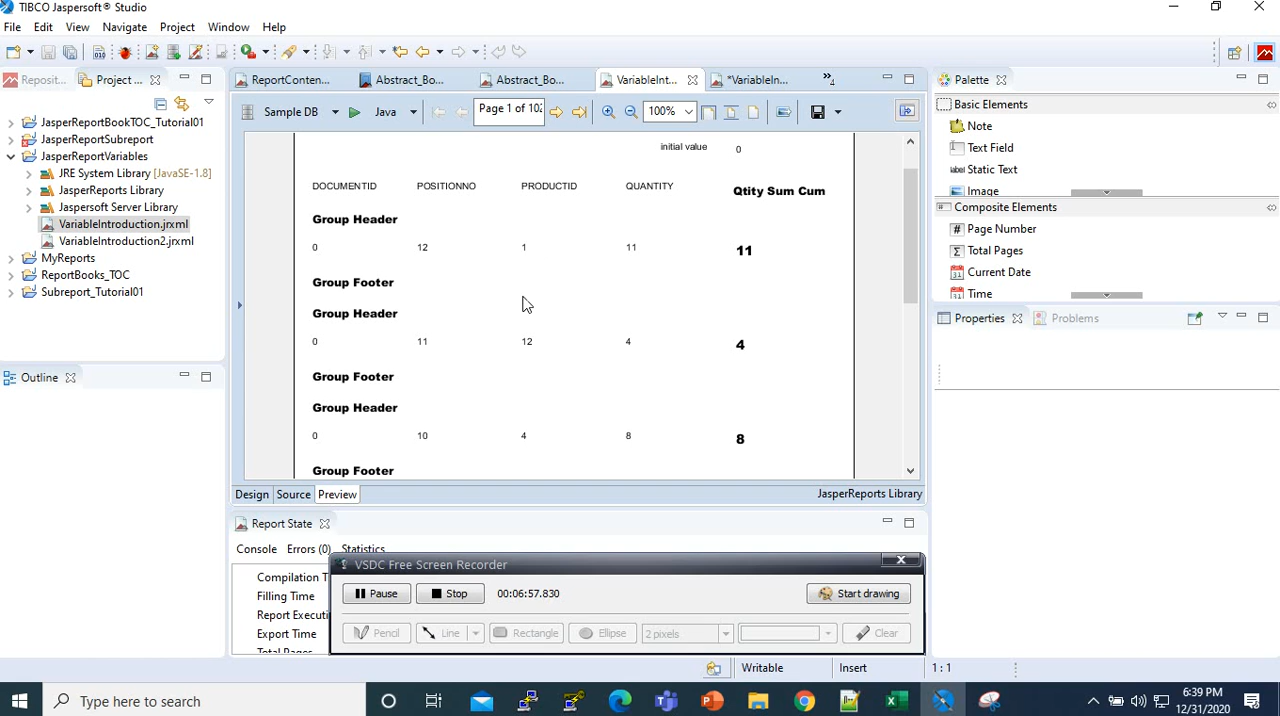 TIBCO Jaspersoft® Studio
File Edit View Navigate Project Window Help
Reposit... Project ... ReportConten... Abstract_Bo... Abstract_Bo... VariableInt... *VariableIn... Palette
Sample DB Java Page 1 of 102 100%
Basic Elements
Note
Text Field
label Static Text
Image
Composite Elements
Page Number
Total Pages
Current Date
Time
JasperReportBookTOC_Tutorial01
JasperReportSubreport
JasperReportVariables
JRE System Library [JavaSE-1.8]
JasperReports Library
Jaspersoft Server Library
VariableIntroduction.jrxml
VariableIntroduction2.jrxml
MyReports
ReportBooks_TOC
Subreport_Tutorial01
Outline
initial value 0
DOCUMENTID POSITIONNO PRODUCTID QUANTITY Qtity Sum Cum
Group Header
0 12 1 11 11
Group Footer
Group Header
0 11 12 4 4
Group Footer
Group Header
0 10 4 8 8
Group Footer
Properties Problems
Design Source Preview JasperReports Library
Report State
Console Errors (0) Statistics
Compilation T
Filling Time
Report Executi
Export Time
Total Pages
VSDC Free Screen Recorder
Pause Stop 00:06:57.830 Start drawing
Pencil Line Rectangle Ellipse 2 pixels Clear
Writable Insert 1 : 1
Type here to search
6:39 PM
12/31/2020